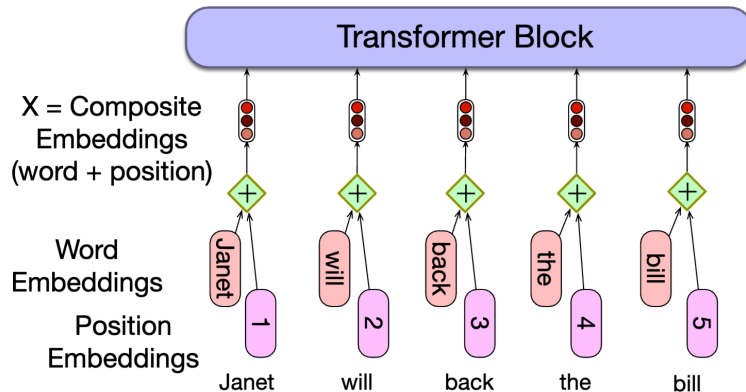 Transformer Block
X = Composite
Embeddings
(word + position)
+ + + + +
Word
Embeddings
Janet will back the bill
Position
Embeddings
1 2 3 4 5
Janet will back the bill